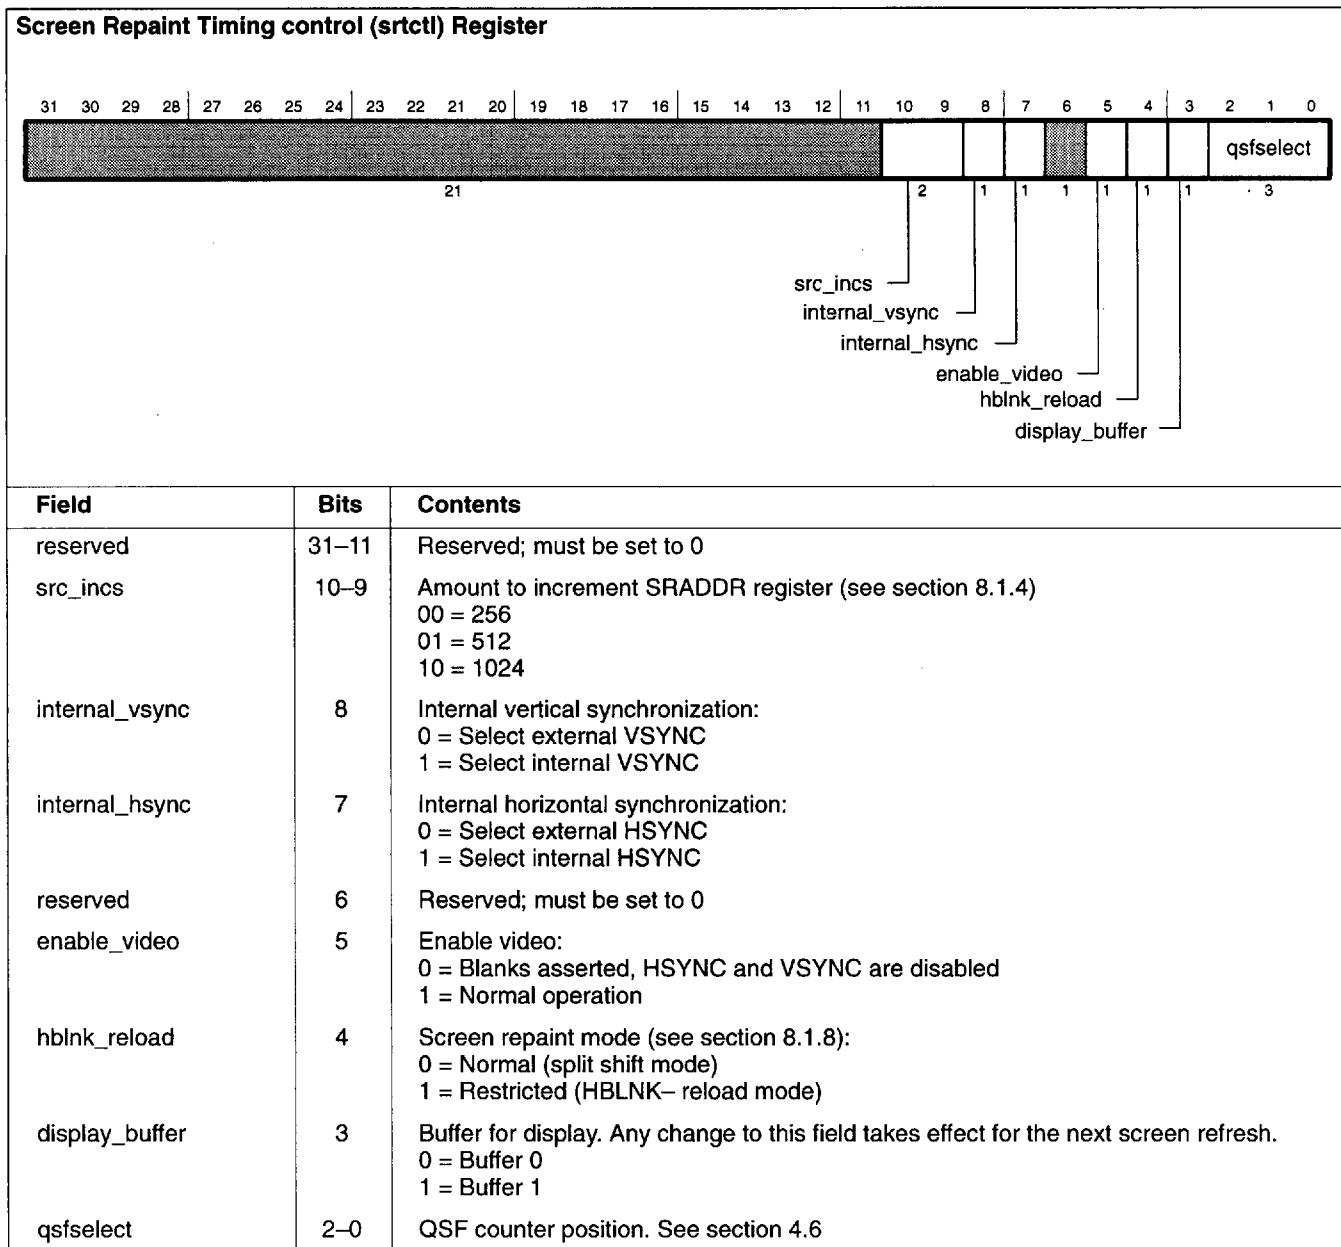 Screen Repaint Timing control (srtctl) Register
31 30 29 28 27 26 25 24 23 22 21 20 19 18 17 16 15 14 13 12 11 10 9 8 7 6 5 4 3 2 1 0
qsfselect
21 2 1 1 1 1 1 1 3
src_incs
internal_vsync
internal_hsync
enable_video
hblnk_reload
display_buffer
Field Bits Contents
reserved 31–11 Reserved; must be set to 0
src_incs 10–9 Amount to increment SRADDR register (see section 8.1.4)
00 = 256
01 = 512
10 = 1024
internal_vsync 8 Internal vertical synchronization:
0 = Select external VSYNC
1 = Select internal VSYNC
internal_hsync 7 Internal horizontal synchronization:
0 = Select external HSYNC
1 = Select internal HSYNC
reserved 6 Reserved; must be set to 0
enable_video 5 Enable video:
0 = Blanks asserted, HSYNC and VSYNC are disabled
1 = Normal operation
hblnk_reload 4 Screen repaint mode (see section 8.1.8):
0 = Normal (split shift mode)
1 = Restricted (HBLNK– reload mode)
display_buffer 3 Buffer for display. Any change to this field takes effect for the next screen refresh.
0 = Buffer 0
1 = Buffer 1
qsfselect 2–0 QSF counter position. See section 4.6